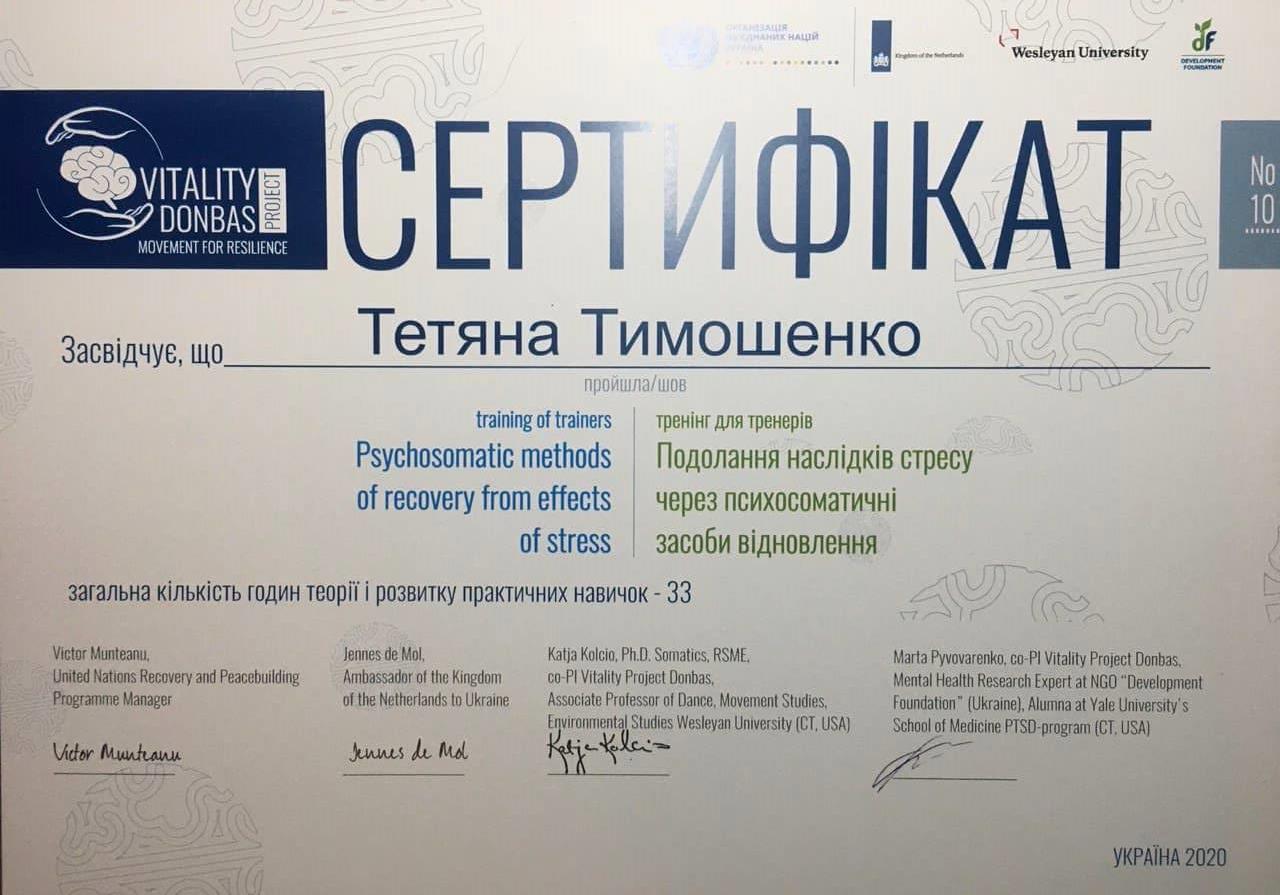 ОРГАНІЗАЦІЯ
ОБ'ЄДНАНИХ НАЦІЙ
УКРАЇНА
Kingdom of the Netherlands
Wesleyan University
DF
DEVELOPMENT
FOUNDATION
VITALITY
DONBAS
PROJECT
MOVEMENT FOR RESILIENCE
СЕРТИФІКАТ
No
10
Засвідчує, що Тетяна Тимошенко
пройшла/шов
training of trainers
Psychosomatic methods
of recovery from effects
of stress
тренінг для тренерів
Подолання наслідків стресу
через психосоматичні
засоби відновлення
загальна кількість годин теорії і розвитку практичних навичок - 33
Victor Munteanu,
United Nations Recovery and Peacebuilding
Programme Manager
Victor Munteanu
Jennes de Mol,
Ambassador of the Kingdom
of the Netherlands to Ukraine
Jennes de Mol
Katja Kolcio, Ph.D. Somatics, RSME,
co-PI Vitality Project Donbas,
Associate Professor of Dance, Movement Studies,
Environmental Studies Wesleyan University (CT, USA)
Katja Kolcio
Marta Pyvovarenko, co-PI Vitality Project Donbas,
Mental Health Research Expert at NGO “Development
Foundation” (Ukraine), Alumna at Yale University's
School of Medicine PTSD-program (CT, USA)
УКРАЇНА 2020